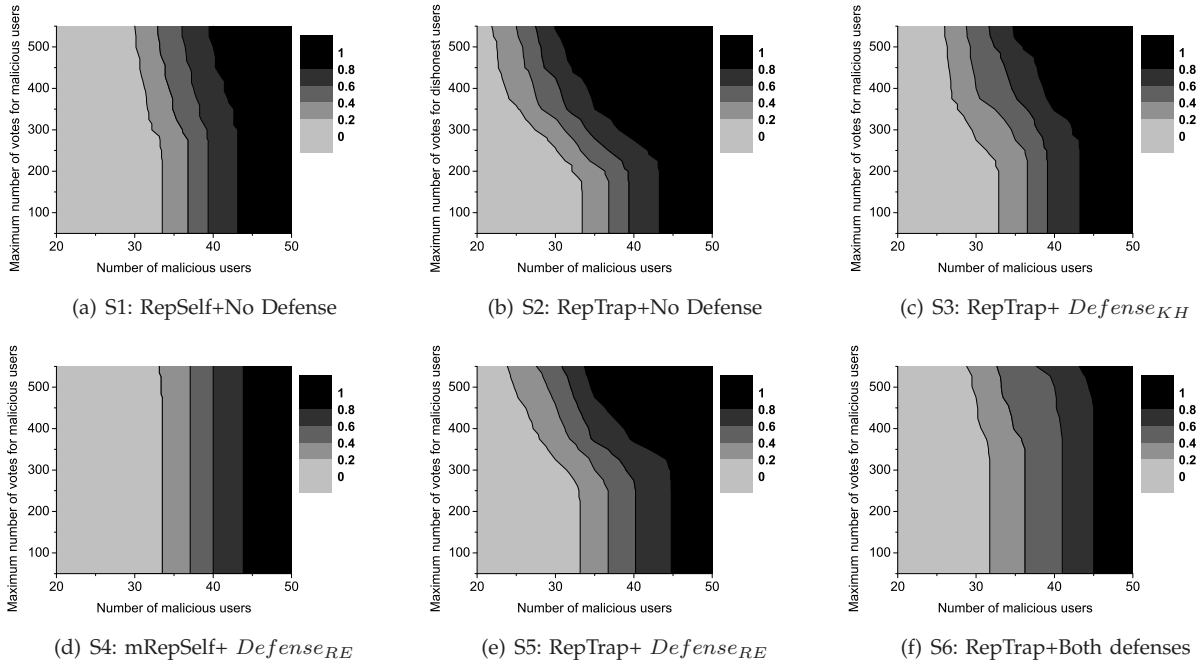 Maximum number of votes for malicious users
500
400
300
200
100
20 30 40 50
Number of malicious users
1
0.8
0.6
0.4
0.2
0
(a) S1: RepSelf+No Defense
Maximum number of votes for dishonest users
500
400
300
200
100
20 30 40 50
Number of malicious users
1
0.8
0.6
0.4
0.2
0
(b) S2: RepTrap+No Defense
Maximum number of votes for malicious users
500
400
300
200
100
20 30 40 50
Number of malicious users
1
0.8
0.6
0.4
0.2
0
(c) S3: RepTrap+ Defense_KH
Maximum number of votes for malicious users
500
400
300
200
100
20 30 40 50
Number of malicious users
1
0.8
0.6
0.4
0.2
0
(d) S4: mRepSelf+ Defense_RE
Maximum number of votes for malicious users
500
400
300
200
100
20 30 40 50
Number of malicious users
1
0.8
0.6
0.4
0.2
0
(e) S5: RepTrap+ Defense_RE
Maximum number of votes for malicious users
500
400
300
200
100
20 30 40 50
Number of malicious users
1
0.8
0.6
0.4
0.2
0
(f) S6: RepTrap+Both defenses